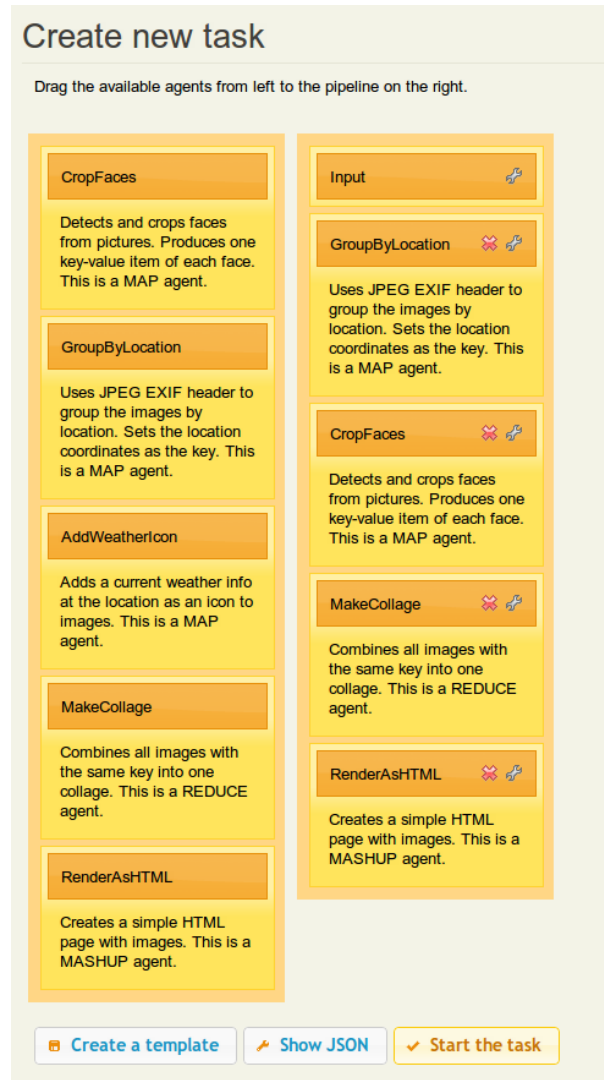 Create new task
Drag the available agents from left to the pipeline on the right.
CropFaces
Detects and crops faces
from pictures. Produces one
key-value item of each face.
This is a MAP agent.
GroupByLocation
Uses JPEG EXIF header to
group the images by
location. Sets the location
coordinates as the key. This
is a MAP agent.
AddWeatherIcon
Adds a current weather info
at the location as an icon to
images. This is a MAP
agent.
MakeCollage
Combines all images with
the same key into one
collage. This is a REDUCE
agent.
RenderAsHTML
Creates a simple HTML
page with images. This is a
MASHUP agent.
Input
GroupByLocation
Uses JPEG EXIF header to
group the images by
location. Sets the location
coordinates as the key. This
is a MAP agent.
CropFaces
Detects and crops faces
from pictures. Produces one
key-value item of each face.
This is a MAP agent.
MakeCollage
Combines all images with
the same key into one
collage. This is a REDUCE
agent.
RenderAsHTML
Creates a simple HTML
page with images. This is a
MASHUP agent.
Create a template
Show JSON
Start the task